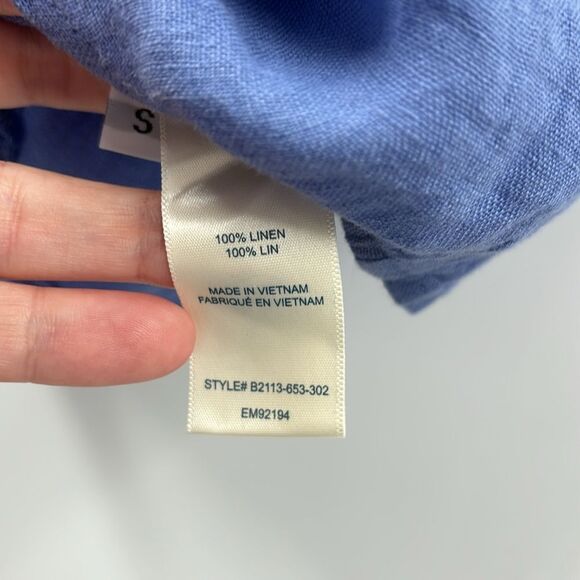 S
100% LINEN
100% LIN
MADE IN VIETNAM
FABRIQUÉ EN VIETNAM
STYLE# B2113-653-302
EM92194